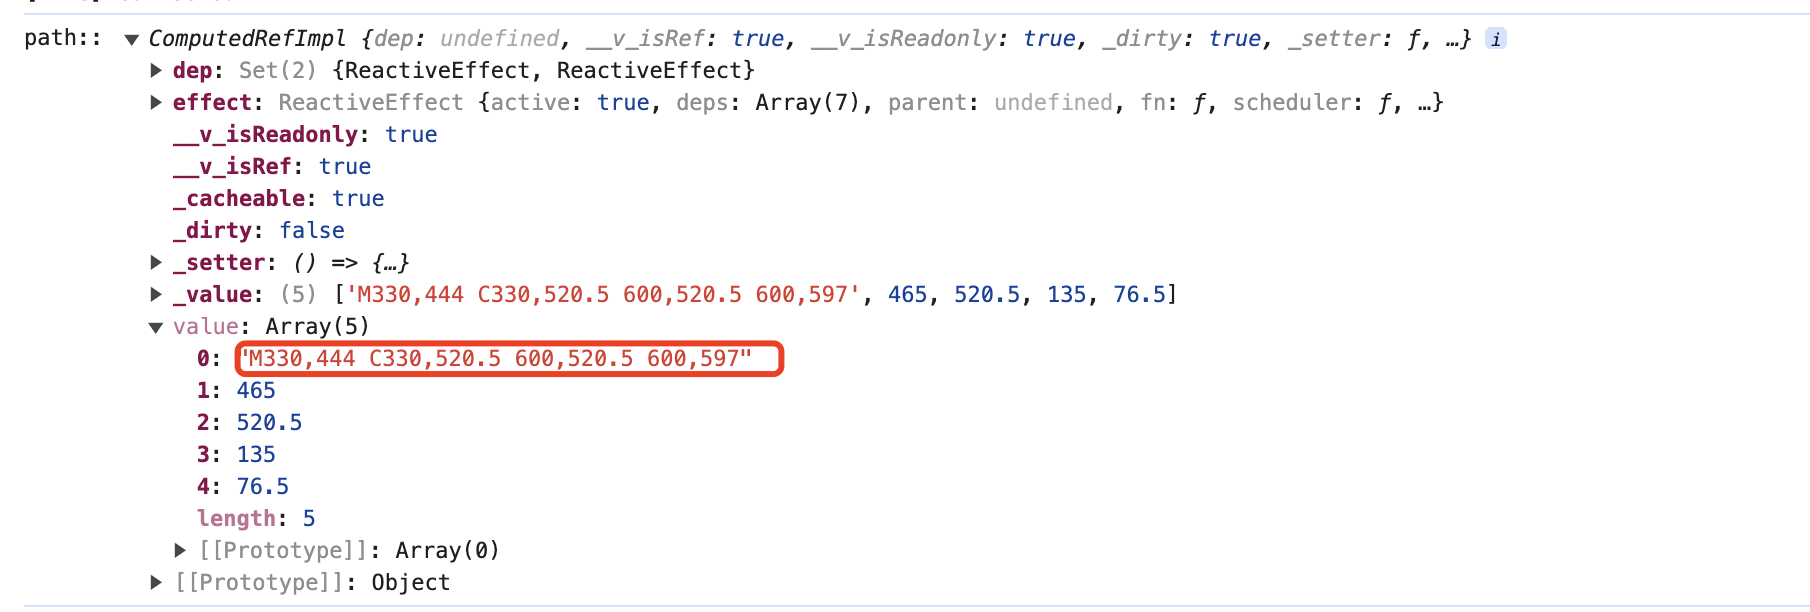 path:: ▼ ComputedRefImpl {dep: undefined, __v_isRef: true, __v_isReadonly: true, _dirty: true, _setter: ƒ, …} i
▶ dep: Set(2) {ReactiveEffect, ReactiveEffect}
▶ effect: ReactiveEffect {active: true, deps: Array(7), parent: undefined, fn: ƒ, scheduler: ƒ, …}
__v_isReadonly: true
__v_isRef: true
_cacheable: true
_dirty: false
▶ _setter: () => {…}
▶ _value: (5) ['M330,444 C330,520.5 600,520.5 600,597', 465, 520.5, 135, 76.5]
▼ value: Array(5)
0: "M330,444 C330,520.5 600,520.5 600,597"
1: 465
2: 520.5
3: 135
4: 76.5
length: 5
▶ [[Prototype]]: Array(0)
▶ [[Prototype]]: Object